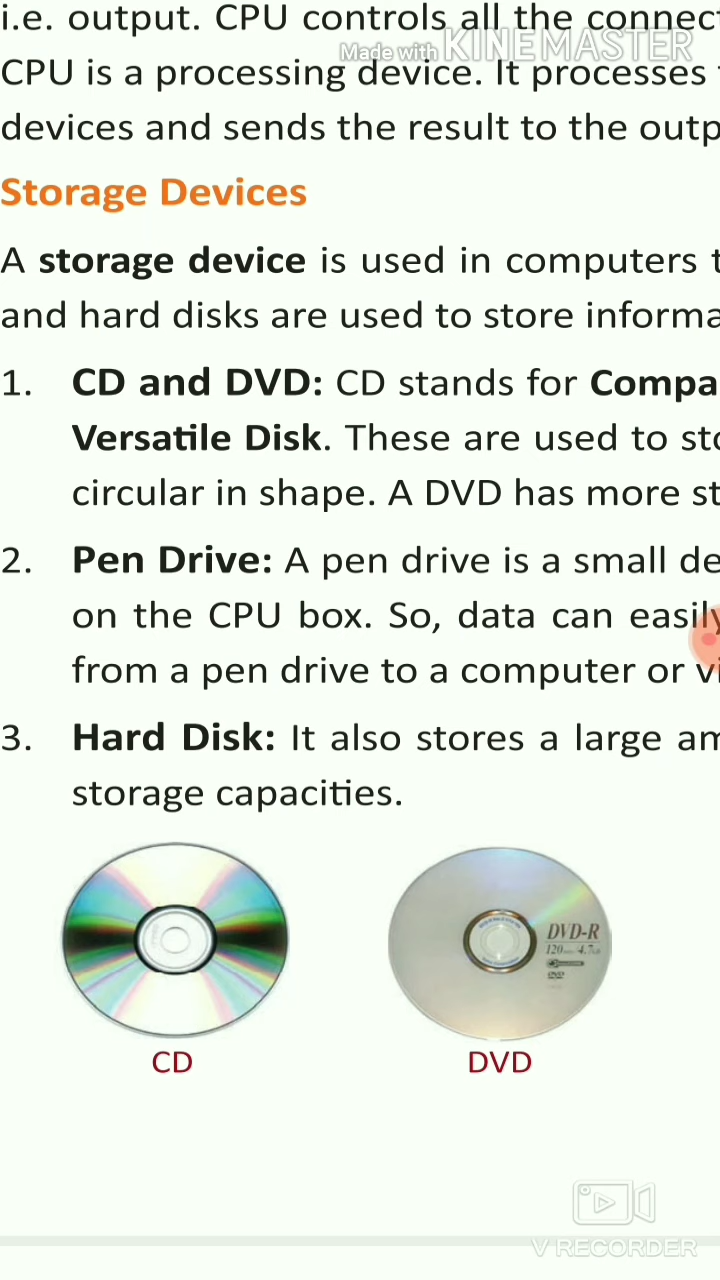 i.e. output. CPU controls all the connect
Made with KINEMASTER
CPU is a processing device. It processes
devices and sends the result to the outp
Storage Devices
A storage device is used in computers t
and hard disks are used to store informa
1. CD and DVD: CD stands for Compa
Versatile Disk. These are used to sto
circular in shape. A DVD has more st
2. Pen Drive: A pen drive is a small de
on the CPU box. So, data can easily
from a pen drive to a computer or vi
3. Hard Disk: It also stores a large am
storage capacities.
DVD-R
CD
DVD
V RECORDER